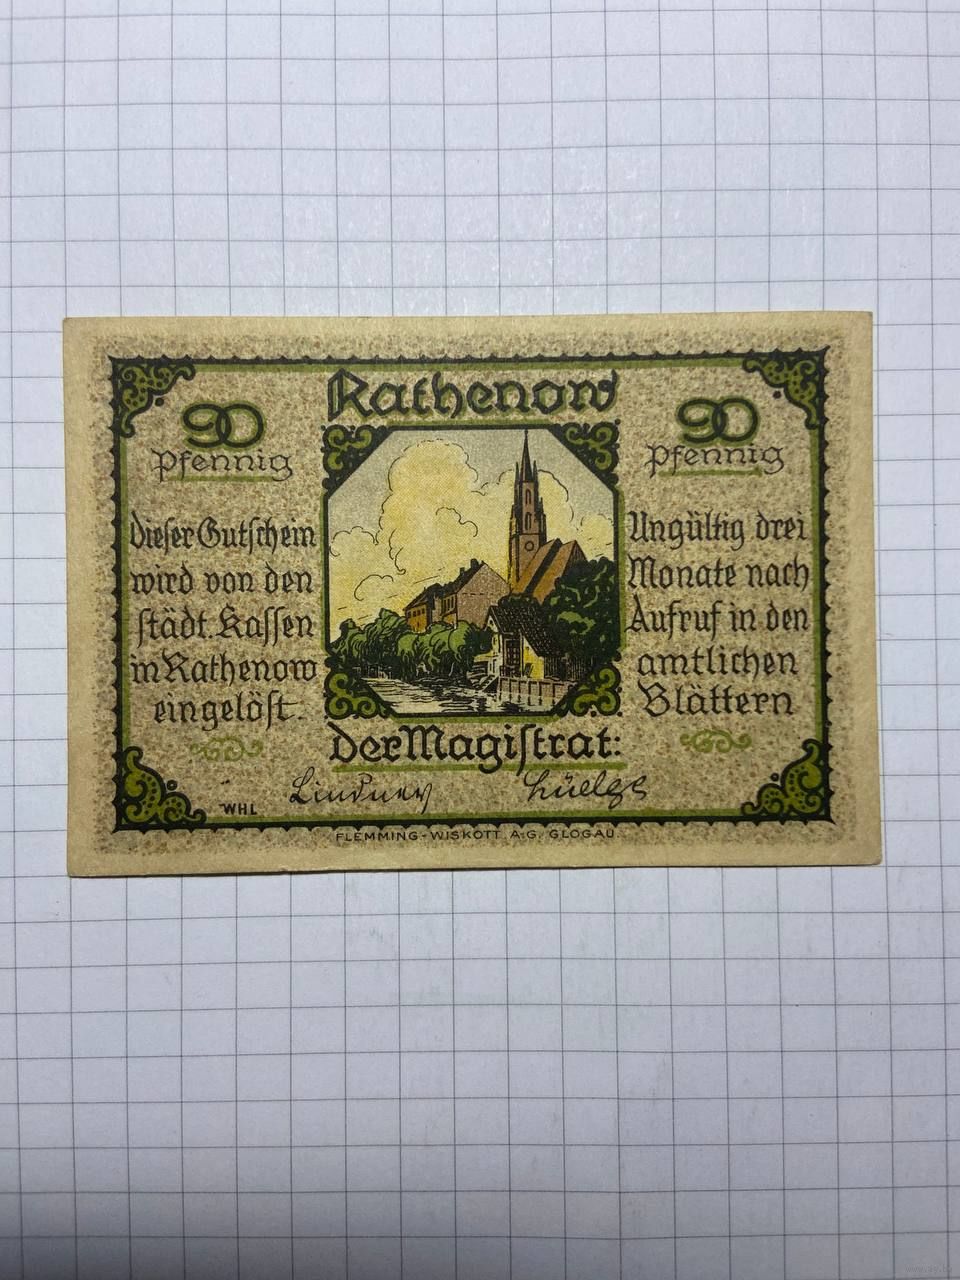 Rathenow
90
Pfennig
Dieser Gutschein
wird von den
städt. Kassen
in Rathenow
eingelöst.
90
Pfennig
Ungültig drei
Monate nach
Aufruf in den
amtlichen
Blättern
der Magistrat:
Lindner
WHL
FLEMMING-WISKOTT A.G. GLOGAU.